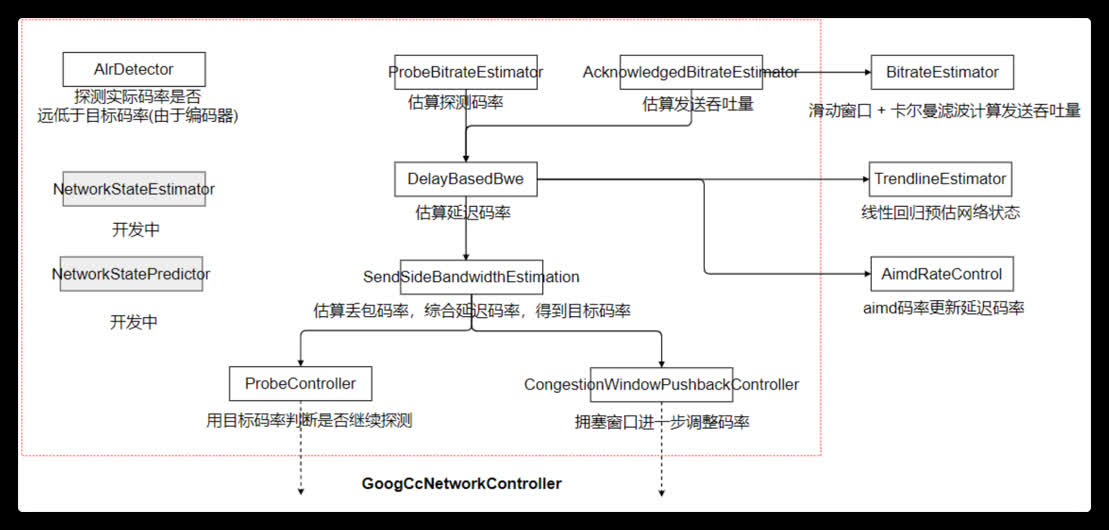 AlrDetector
探测实际码率是否
远低于目标码率(由于编码器)
ProbeBitrateEstimator
估算探测码率
AcknowledgedBitrateEstimator
估算发送吞吐量
BitrateEstimator
滑动窗口 + 卡尔曼滤波计算发送吞吐量
NetworkStateEstimator
开发中
DelayBasedBwe
估算延迟码率
TrendlineEstimator
线性回归预估网络状态
NetworkStatePredictor
开发中
SendSideBandwidthEstimation
估算丢包码率，综合延迟码率，得到目标码率
AimdRateControl
aimd码率更新延迟码率
ProbeController
用目标码率判断是否继续探测
CongestionWindowPushbackController
拥塞窗口进一步调整码率
GoogCcNetworkController